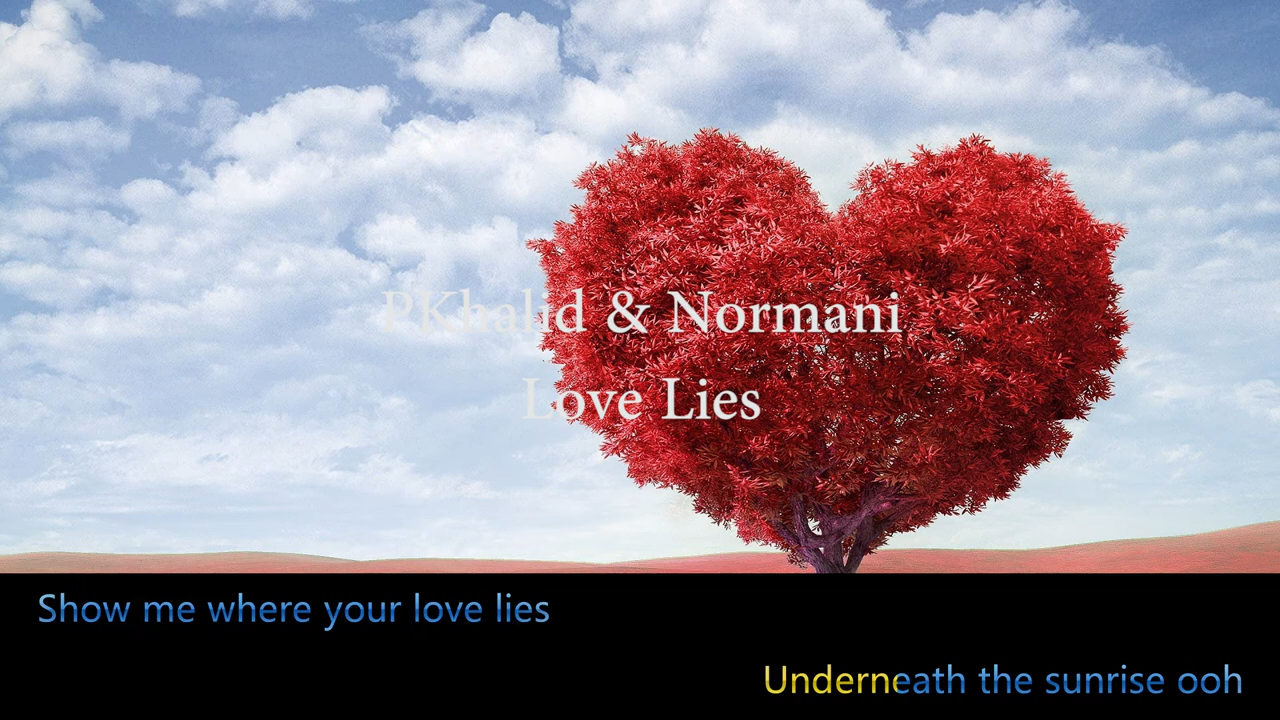 PKhalid & Normani
Love Lies
Show me where your love lies
Underneath the sunrise ooh